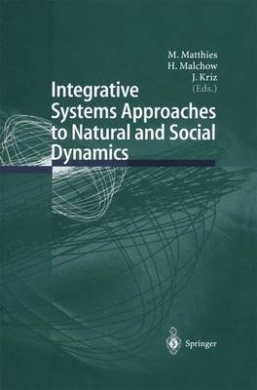 M. Matthies
H. Malchow
J. Kriz
(Eds.)
Integrative
Systems Approaches
to Natural and Social
Dynamics
Springer